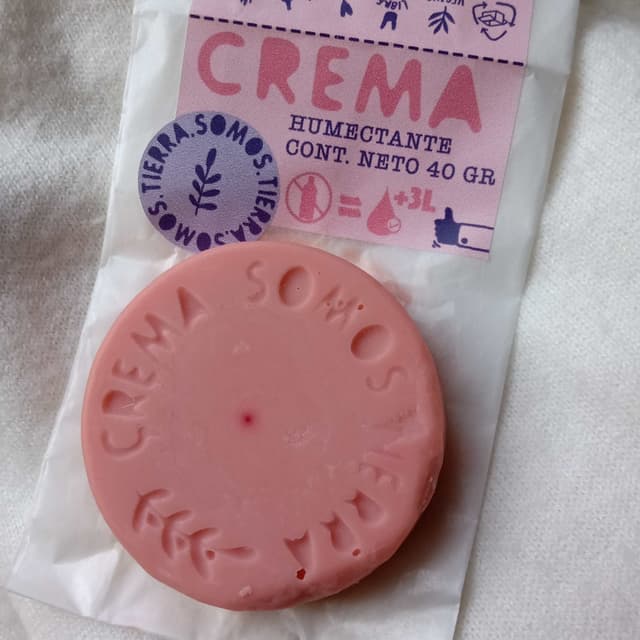 CREMA
HUMECTANTE
CONT. NETO 40 GR
TIERRA.SOMOS.TIERRA.SOMOS.
=
+3L
CREMA SOMOS TIERRA